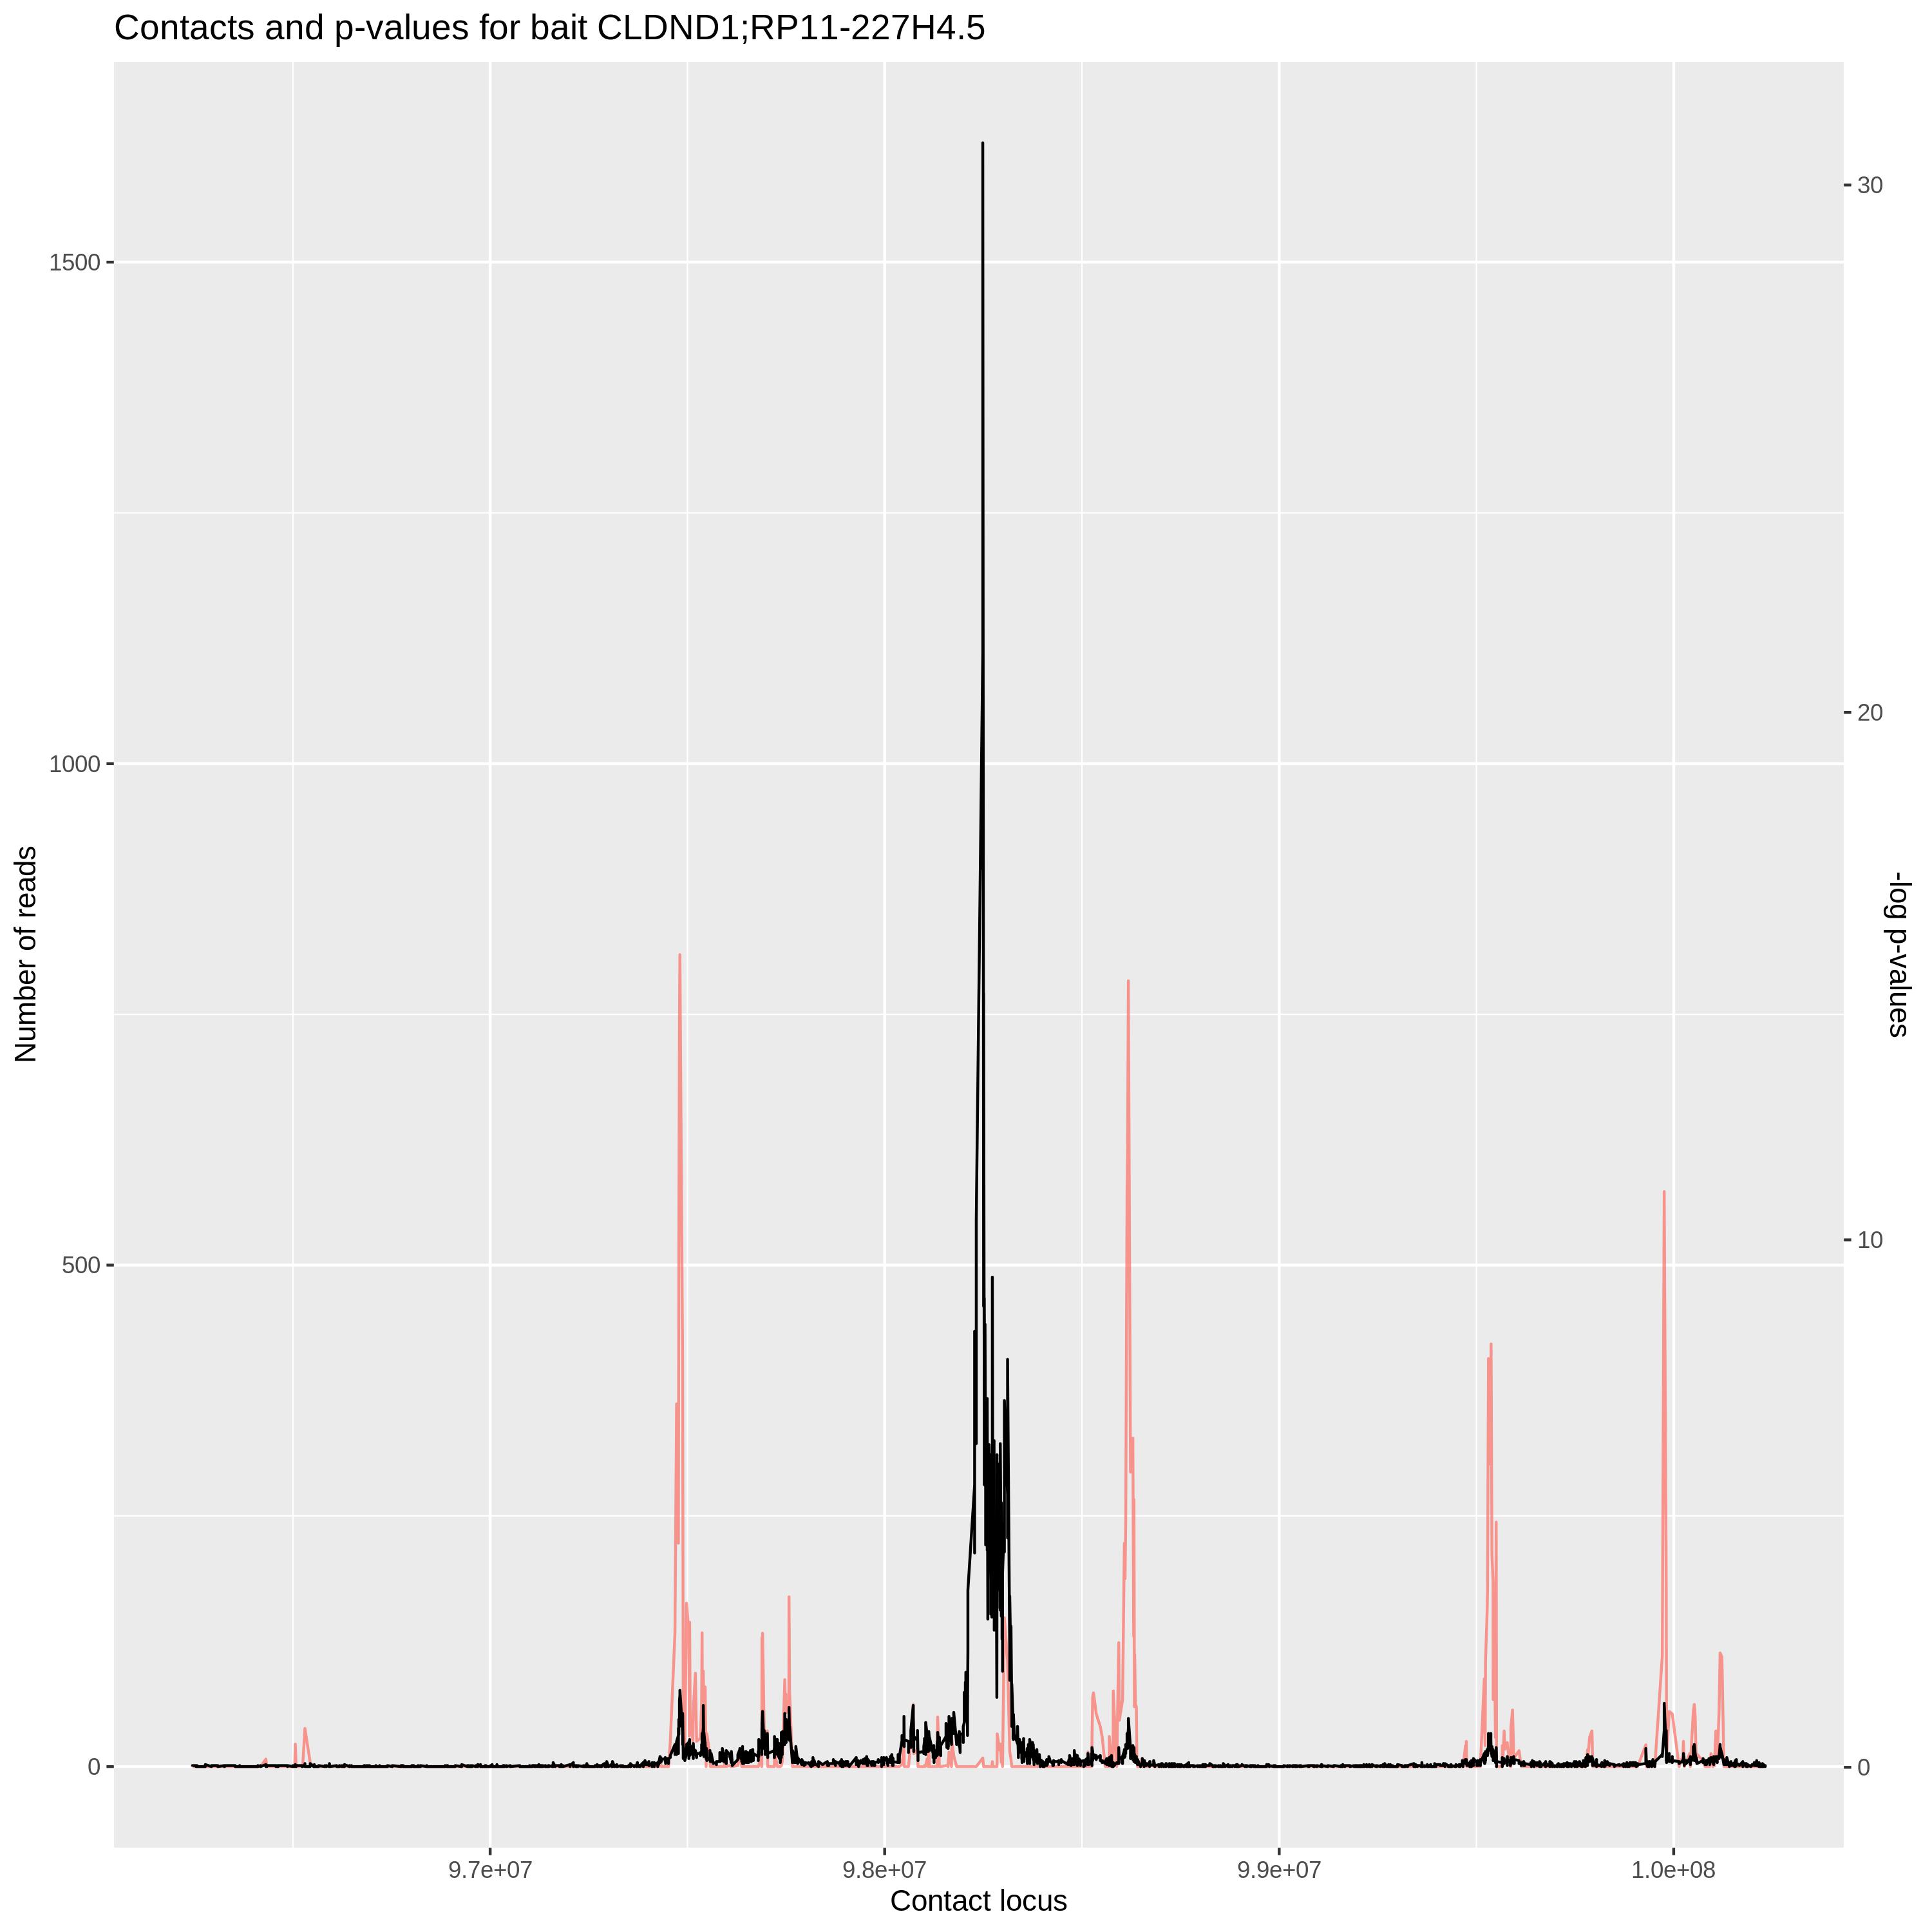 Contacts and p-values for bait CLDND1;RP11-227H4.5
Number of reads
1500
1000
500
0
30
20
10
0
-log p-values
9.7e+07
9.8e+07
9.9e+07
1.0e+08
Contact locus